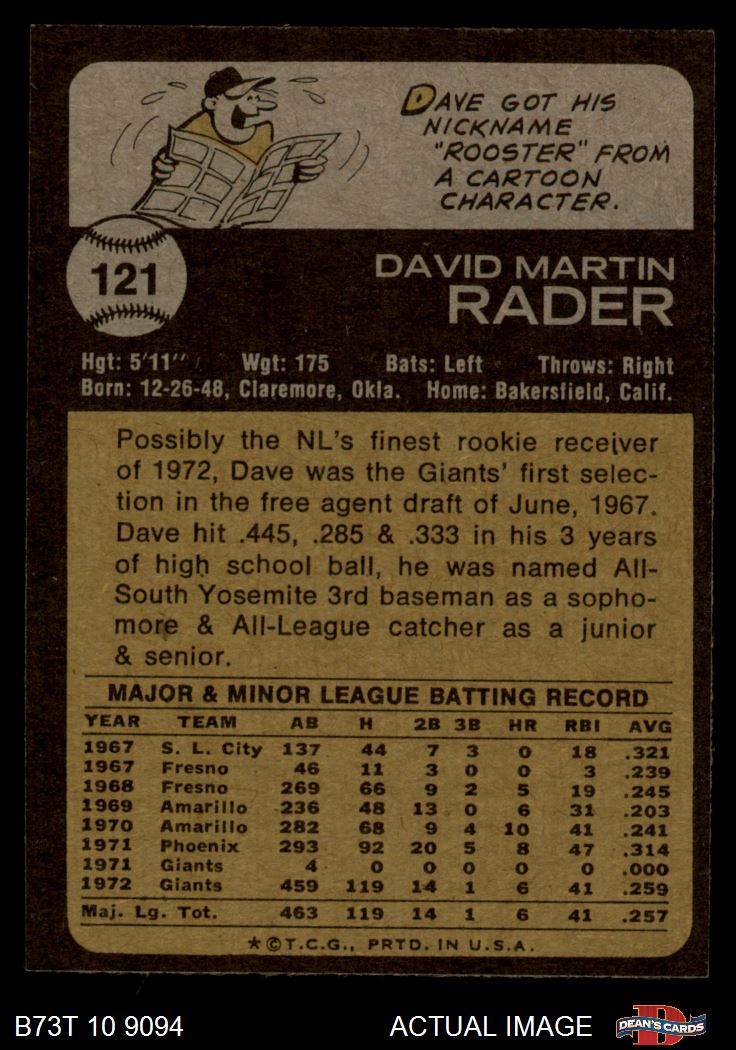 DAVE GOT HIS
NICKNAME
"ROOSTER" FROM
A CARTOON
CHARACTER.
121
DAVID MARTIN
RADER
Hgt: 5'11" Wgt: 175 Bats: Left Throws: Right
Born: 12-26-48, Claremore, Okla. Home: Bakersfield, Calif.
Possibly the NL's finest rookie receiver
of 1972, Dave was the Giants' first selec-
tion in the free agent draft of June, 1967.
Dave hit .445, .285 & .333 in his 3 years
of high school ball, he was named All-
South Yosemite 3rd baseman as a sopho-
more & All-League catcher as a junior
& senior.
MAJOR & MINOR LEAGUE BATTING RECORD
YEAR TEAM AB H 2B 3B HR RBI AVG
1967 S. L. City 137 44 7 3 0 18 .321
1967 Fresno 46 11 3 0 0 3 .239
1968 Fresno 269 66 9 2 5 19 .245
1969 Amarillo 236 48 13 0 6 31 .203
1970 Amarillo 282 68 9 4 10 41 .241
1971 Phoenix 293 92 20 5 8 47 .314
1971 Giants 4 0 0 0 0 0 .000
1972 Giants 459 119 14 1 6 41 .259
Maj. Lg. Tot. 463 119 14 1 6 41 .257
*©T.C.G., PRTD. IN U.S.A.
B73T 10 9094 ACTUAL IMAGE DEAN'S CARDS